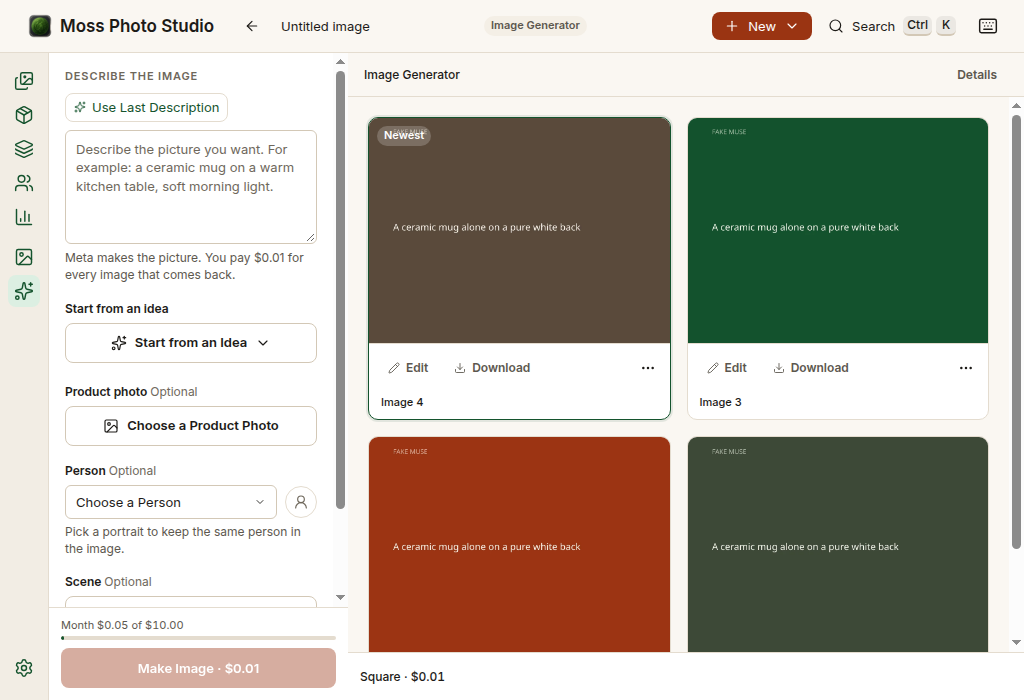 Moss Photo Studio
Untitled image
Image Generator
New
Search
Ctrl
K
DESCRIBE THE IMAGE
Use Last Description
Describe the picture you want. For
example: a ceramic mug on a warm
kitchen table, soft morning light.
Meta makes the picture. You pay $0.01 for
every image that comes back.
Start from an idea
Start from an Idea
Product photo Optional
Choose a Product Photo
Person Optional
Choose a Person
Pick a portrait to keep the same person in
the image.
Scene Optional
Month $0.05 of $10.00
Make Image · $0.01
Image Generator
Details
Newest
A ceramic mug alone on a pure white back
Edit
Download
Image 4
FAKE MUSE
A ceramic mug alone on a pure white back
Edit
Download
Image 3
FAKE MUSE
A ceramic mug alone on a pure white back
FAKE MUSE
A ceramic mug alone on a pure white back
Square · $0.01